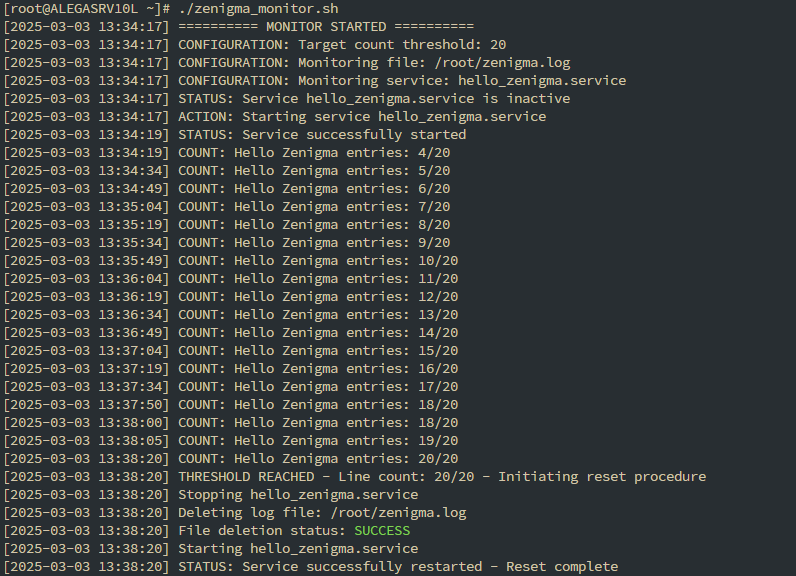 [root@ALEGASRV10L ~]# ./zenigma_monitor.sh
[2025-03-03 13:34:17] ========== MONITOR STARTED ==========
[2025-03-03 13:34:17] CONFIGURATION: Target count threshold: 20
[2025-03-03 13:34:17] CONFIGURATION: Monitoring file: /root/zenigma.log
[2025-03-03 13:34:17] CONFIGURATION: Monitoring service: hello_zenigma.service
[2025-03-03 13:34:17] STATUS: Service hello_zenigma.service is inactive
[2025-03-03 13:34:17] ACTION: Starting service hello_zenigma.service
[2025-03-03 13:34:19] STATUS: Service successfully started
[2025-03-03 13:34:19] COUNT: Hello Zenigma entries: 4/20
[2025-03-03 13:34:34] COUNT: Hello Zenigma entries: 5/20
[2025-03-03 13:34:49] COUNT: Hello Zenigma entries: 6/20
[2025-03-03 13:35:04] COUNT: Hello Zenigma entries: 7/20
[2025-03-03 13:35:19] COUNT: Hello Zenigma entries: 8/20
[2025-03-03 13:35:34] COUNT: Hello Zenigma entries: 9/20
[2025-03-03 13:35:49] COUNT: Hello Zenigma entries: 10/20
[2025-03-03 13:36:04] COUNT: Hello Zenigma entries: 11/20
[2025-03-03 13:36:19] COUNT: Hello Zenigma entries: 12/20
[2025-03-03 13:36:34] COUNT: Hello Zenigma entries: 13/20
[2025-03-03 13:36:49] COUNT: Hello Zenigma entries: 14/20
[2025-03-03 13:37:04] COUNT: Hello Zenigma entries: 15/20
[2025-03-03 13:37:19] COUNT: Hello Zenigma entries: 16/20
[2025-03-03 13:37:34] COUNT: Hello Zenigma entries: 17/20
[2025-03-03 13:37:50] COUNT: Hello Zenigma entries: 18/20
[2025-03-03 13:38:00] COUNT: Hello Zenigma entries: 18/20
[2025-03-03 13:38:05] COUNT: Hello Zenigma entries: 19/20
[2025-03-03 13:38:20] COUNT: Hello Zenigma entries: 20/20
[2025-03-03 13:38:20] THRESHOLD REACHED - Line count: 20/20 - Initiating reset procedure
[2025-03-03 13:38:20] Stopping hello_zenigma.service
[2025-03-03 13:38:20] Deleting log file: /root/zenigma.log
[2025-03-03 13:38:20] File deletion status: SUCCESS
[2025-03-03 13:38:20] Starting hello_zenigma.service
[2025-03-03 13:38:20] STATUS: Service successfully restarted - Reset complete